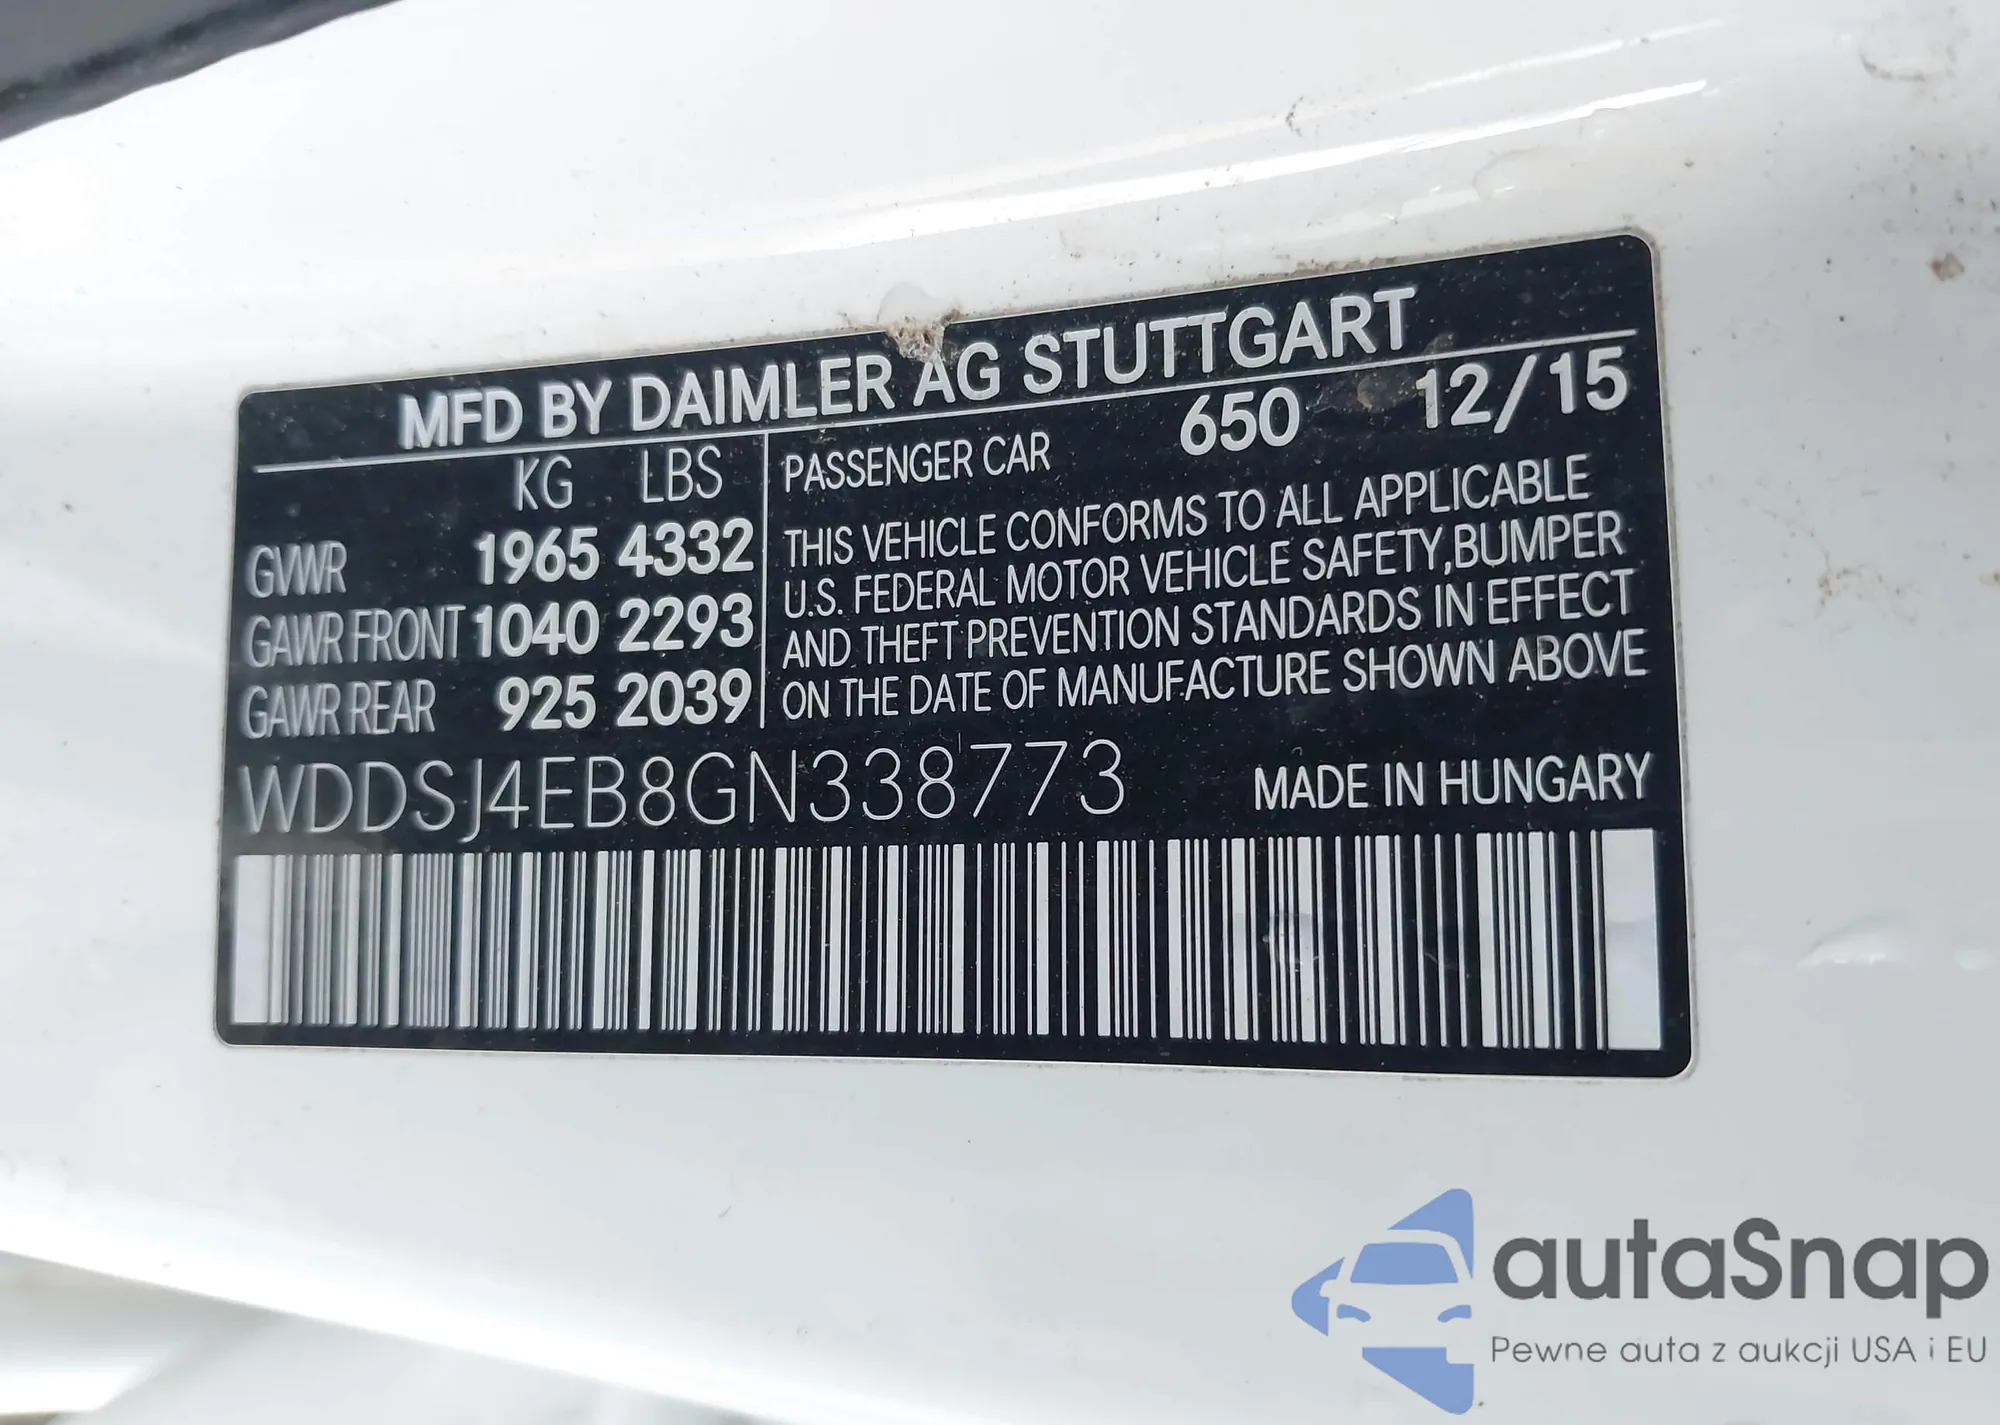 MFD BY DAIMLER AG STUTTGART
KG LBS
GVWR 1965 4332
GAWR FRONT 1040 2293
GAWR REAR 925 2039
PASSENGER CAR 650 12/15
THIS VEHICLE CONFORMS TO ALL APPLICABLE
U.S. FEDERAL MOTOR VEHICLE SAFETY, BUMPER
AND THEFT PREVENTION STANDARDS IN EFFECT
ON THE DATE OF MANUFACTURE SHOWN ABOVE
WDDSJ4EB8GN338773 MADE IN HUNGARY
autaSnap
Pewne auta z aukcji USA i EU